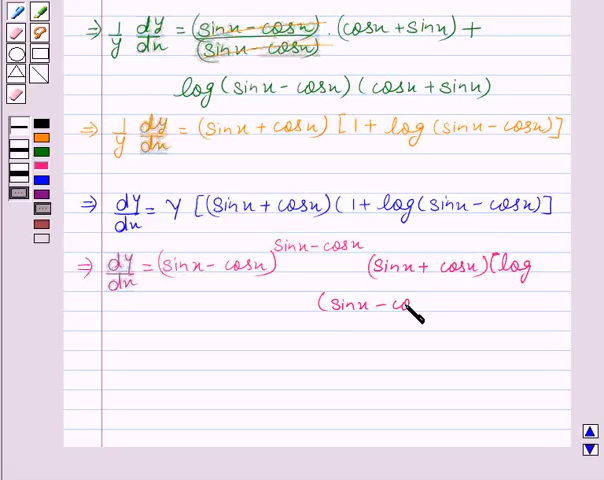 ⇒ 1/y dy/dx = (sinx - cosx)/(sinx - cosx) · (cosx + sinx) +
log (sinx - cosx) (cosx + sinx)
⇒ 1/y dy/dx = (sinx + cosx) [1 + log (sinx - cosx)]
⇒ dy/dx = y [(sinx + cosx) (1 + log (sinx - cosx)]
⇒ dy/dx = (sinx - cosx)^sinx - cosx (sinx + cosx) (log
(sinx - co